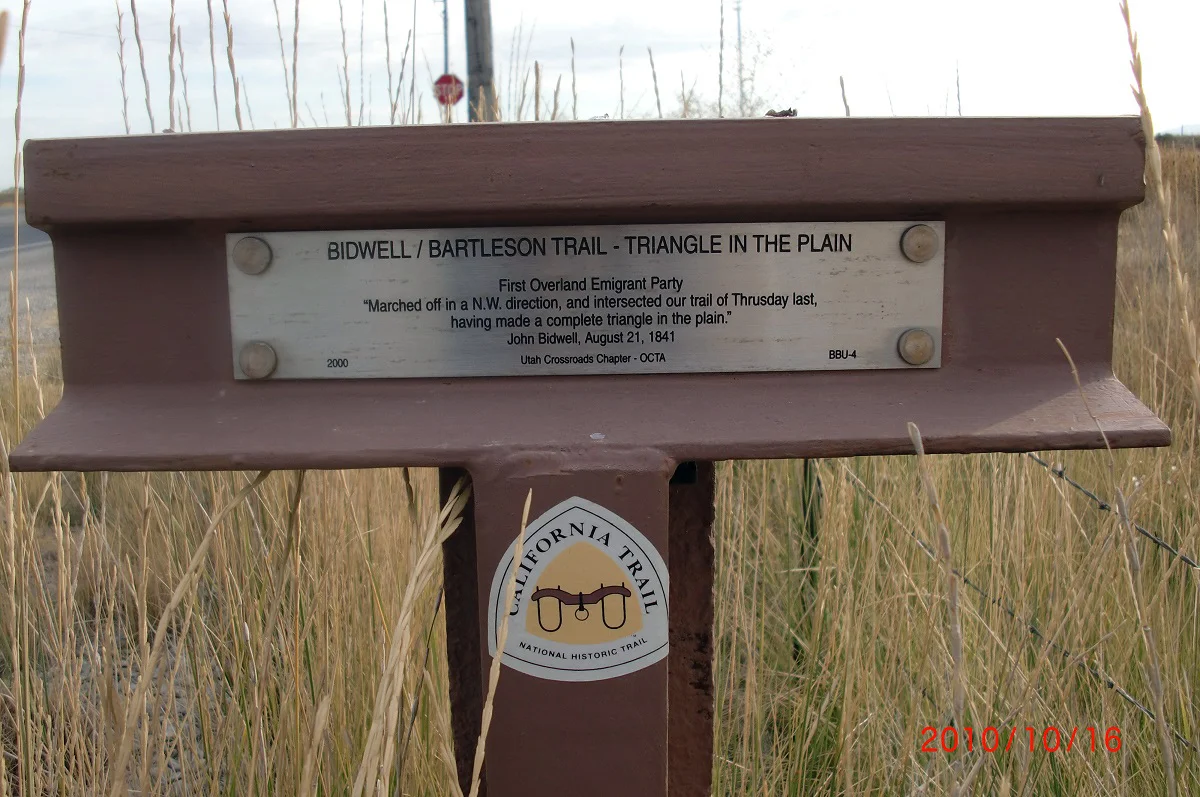 STOP
BIDWELL / BARTLESON TRAIL - TRIANGLE IN THE PLAIN
First Overland Emigrant Party
“Marched off in a N.W. direction, and intersected our trail of Thrusday last,
having made a complete triangle in the plain.”
John Bidwell, August 21, 1841
2000 Utah Crossroads Chapter - OCTA BBU-4
CALIFORNIA TRAIL
NATIONAL HISTORIC TRAIL
2010/10/16